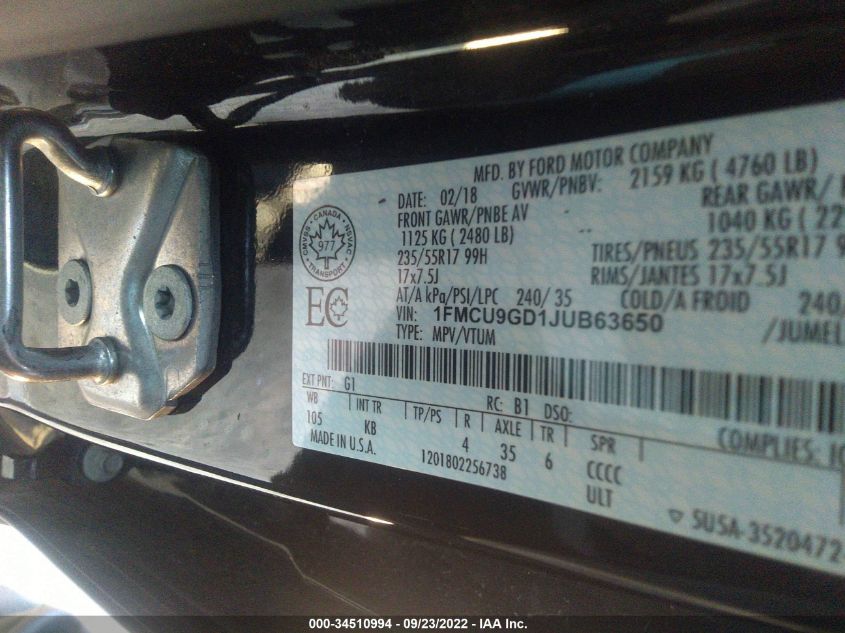 MFD. BY FORD MOTOR COMPANY
DATE: 02/18 GVWR/PNBV: 2159 KG ( 4760 LB)
FRONT GAWR/PNBE AV REAR GAWR/
1125 KG (2480 LB) 1040 KG ( 22
235/55R17 99H TIRES/PNEUS 235/55R17
17x7.5J RIMS/JANTES 17x7.5J
AT/A kPa/PSI/LPC 240/ 35 COLD/A FROID 240/
VIN: 1FMCU9GD1JUB63650
TYPE: MPV/VTUM /JUMEL
CMVSS - CANADA - NSVAC
977
TRANSPORT
EC
EXT PNT: G1 RC: B1 DSO:
WB INT TR TP/PS R AXLE TR SPR COMPLIES:
105 KB 4 35 6 CCCC
MADE IN U.S.A. 1201802256738 ULT
5USA-3520472
000-34510994 - 09/23/2022 - IAA Inc.